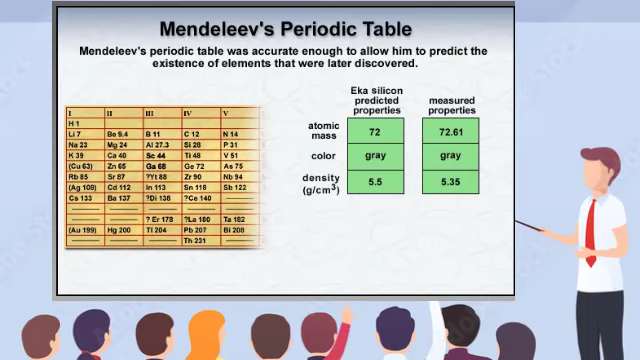 Mendeleev's Periodic Table
Mendeleev's periodic table was accurate enough to allow him to predict the
existence of elements that were later discovered.
I II III IV V
H 1
Li 7 Be 9.4 B 11 C 12 N 14
Na 23 Mg 24 Al 27.3 Si 28 P 31
K 39 Ca 40 Sc 44 Ti 48 V 51
(Cu 63) Zn 65 Ga 68 Ge 72 As 75
Rb 85 Sr 87 ?Yt 88 Zr 90 Nb 94
(Ag 108) Cd 112 In 113 Sn 118 Sb 122
Cs 133 Ba 137 ?Di 138 ?Ce 140
? Er 178 ?La 180 Ta 182
(Au 199) Hg 200 Tl 204 Pb 207 Bi 208
Th 231
Eka silicon
predicted
properties
measured
properties
atomic
mass
72 72.61
color gray gray
density
(g/cm³)
5.5 5.35